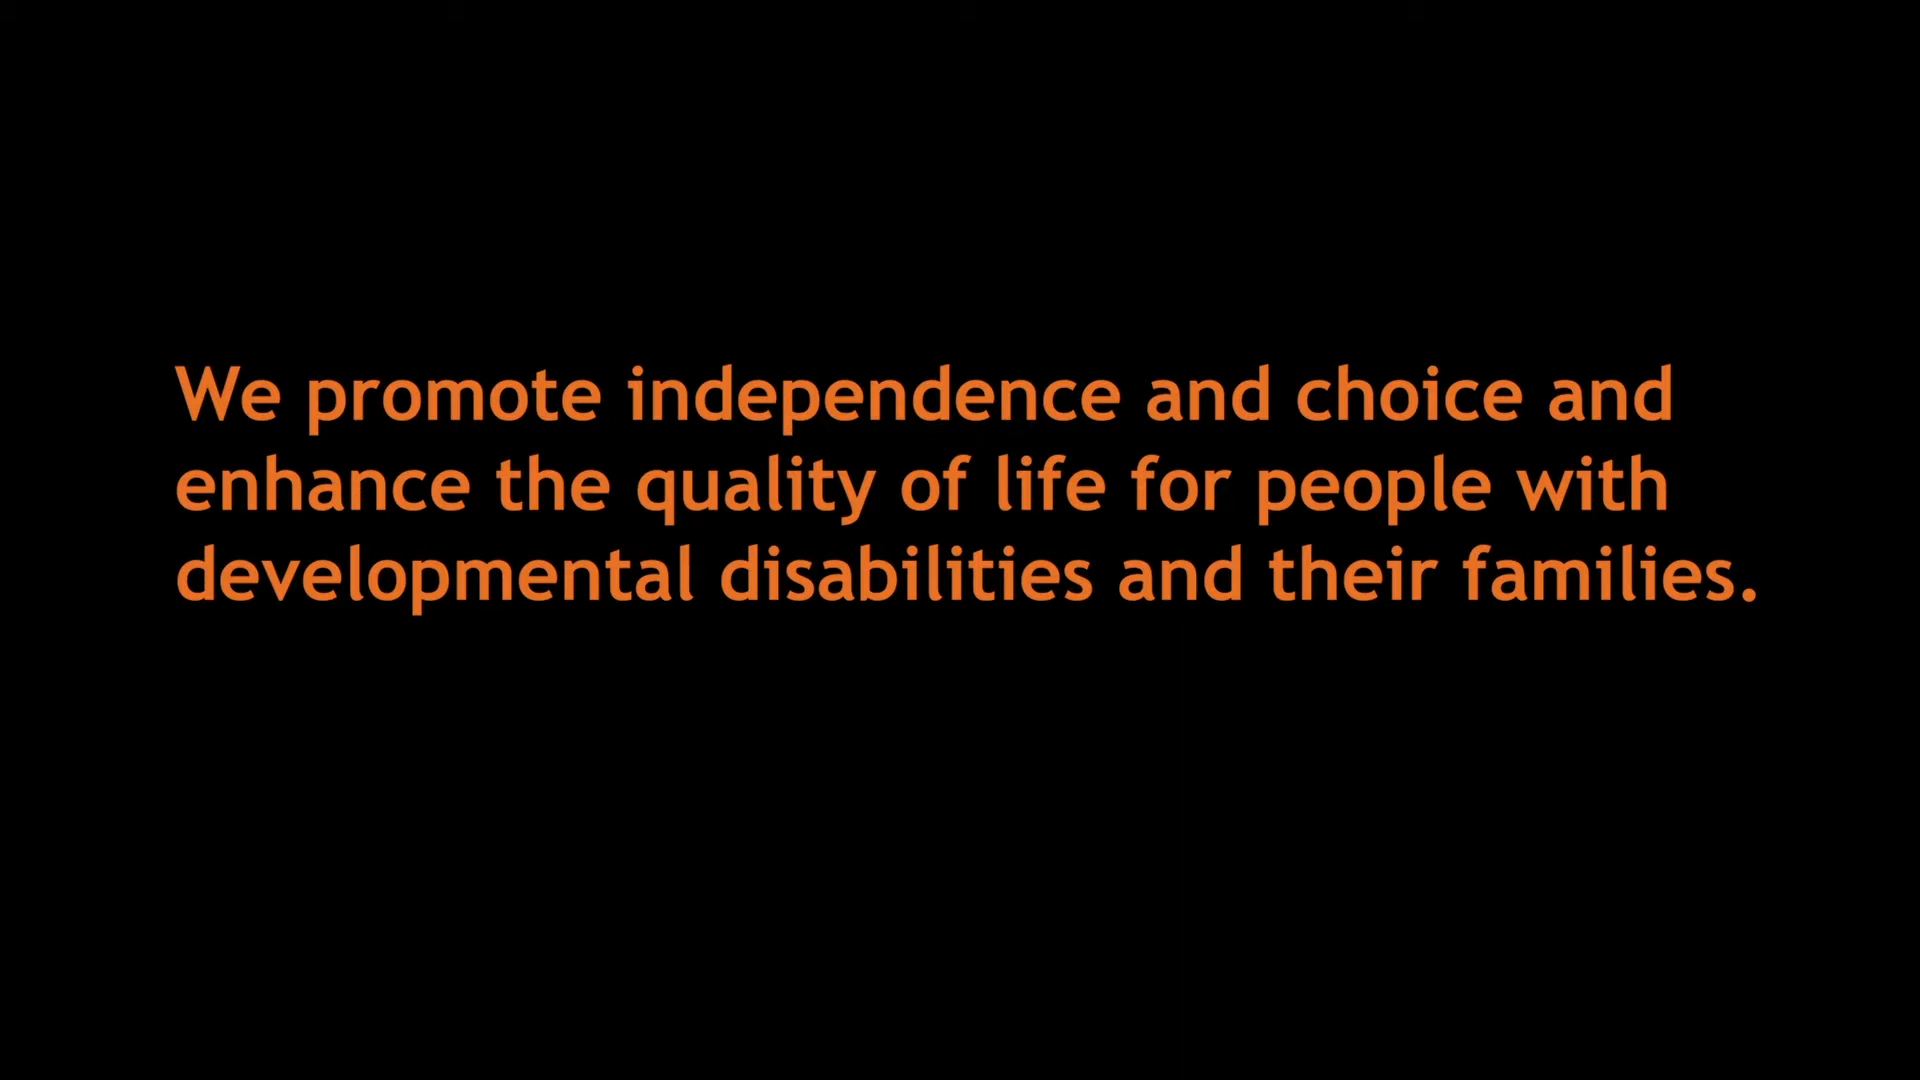 We promote independence and choice and
enhance the quality of life for people with
developmental disabilities and their families.